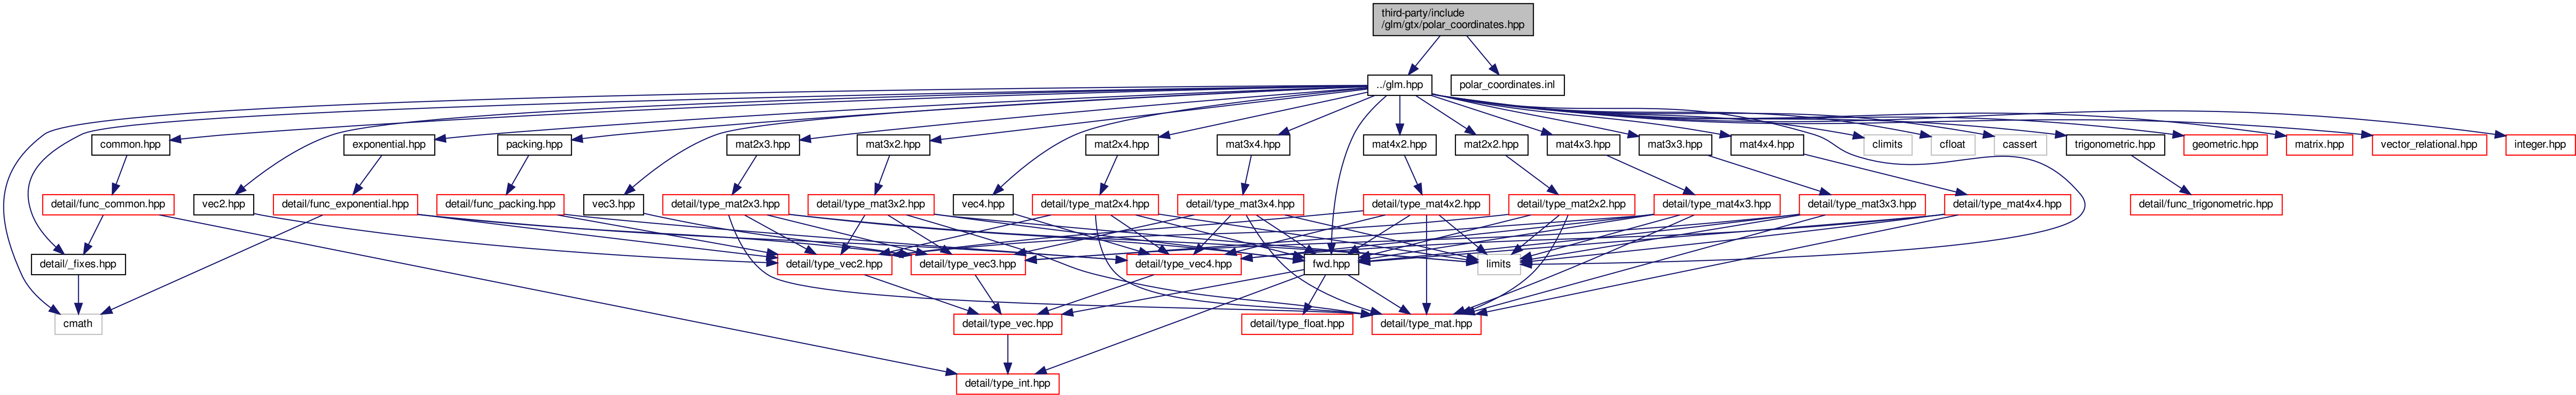 third-party/include
/glm/gtx/polar_coordinates.hpp
../glm.hpp
polar_coordinates.inl
common.hpp
exponential.hpp
packing.hpp
mat2x3.hpp
mat3x2.hpp
mat2x4.hpp
mat3x4.hpp
mat4x2.hpp
mat2x2.hpp
mat4x3.hpp
mat3x3.hpp
mat4x4.hpp
climits
cfloat
cassert
trigonometric.hpp
geometric.hpp
matrix.hpp
vector_relational.hpp
integer.hpp
detail/func_common.hpp
vec2.hpp
detail/func_exponential.hpp
detail/func_packing.hpp
vec3.hpp
detail/type_mat2x3.hpp
detail/type_mat3x2.hpp
vec4.hpp
detail/type_mat2x4.hpp
detail/type_mat3x4.hpp
detail/type_mat4x2.hpp
detail/type_mat2x2.hpp
detail/type_mat4x3.hpp
detail/type_mat3x3.hpp
detail/type_mat4x4.hpp
detail/func_trigonometric.hpp
detail/_fixes.hpp
detail/type_vec2.hpp
detail/type_vec3.hpp
detail/type_vec4.hpp
fwd.hpp
limits
cmath
detail/type_vec.hpp
detail/type_float.hpp
detail/type_mat.hpp
detail/type_int.hpp